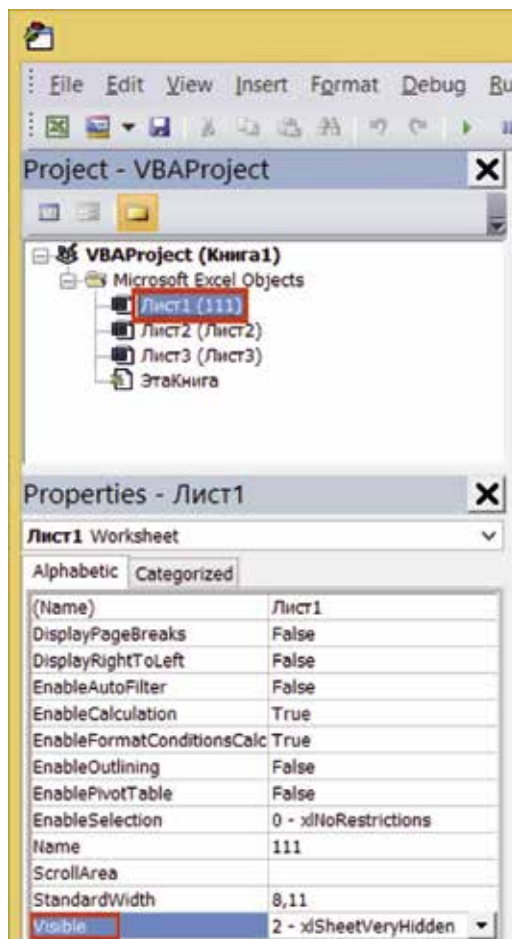 File Edit View Insert Format Debug Ru
Project - VBAProject
VBAProject (Книга1)
Microsoft Excel Objects
Лист1 (111)
Лист2 (Лист2)
Лист3 (Лист3)
ЭтаКнига
Properties - Лист1
Лист1 Worksheet
Alphabetic Categorized
(Name) Лист1
DisplayPageBreaks False
DisplayRightToLeft False
EnableAutoFilter False
EnableCalculation True
EnableFormatConditionsCalc True
EnableOutlining False
EnablePivotTable False
EnableSelection 0 - xlNoRestrictions
Name 111
ScrollArea
StandardWidth 8,11
Visible 2 - xlSheetVeryHidden